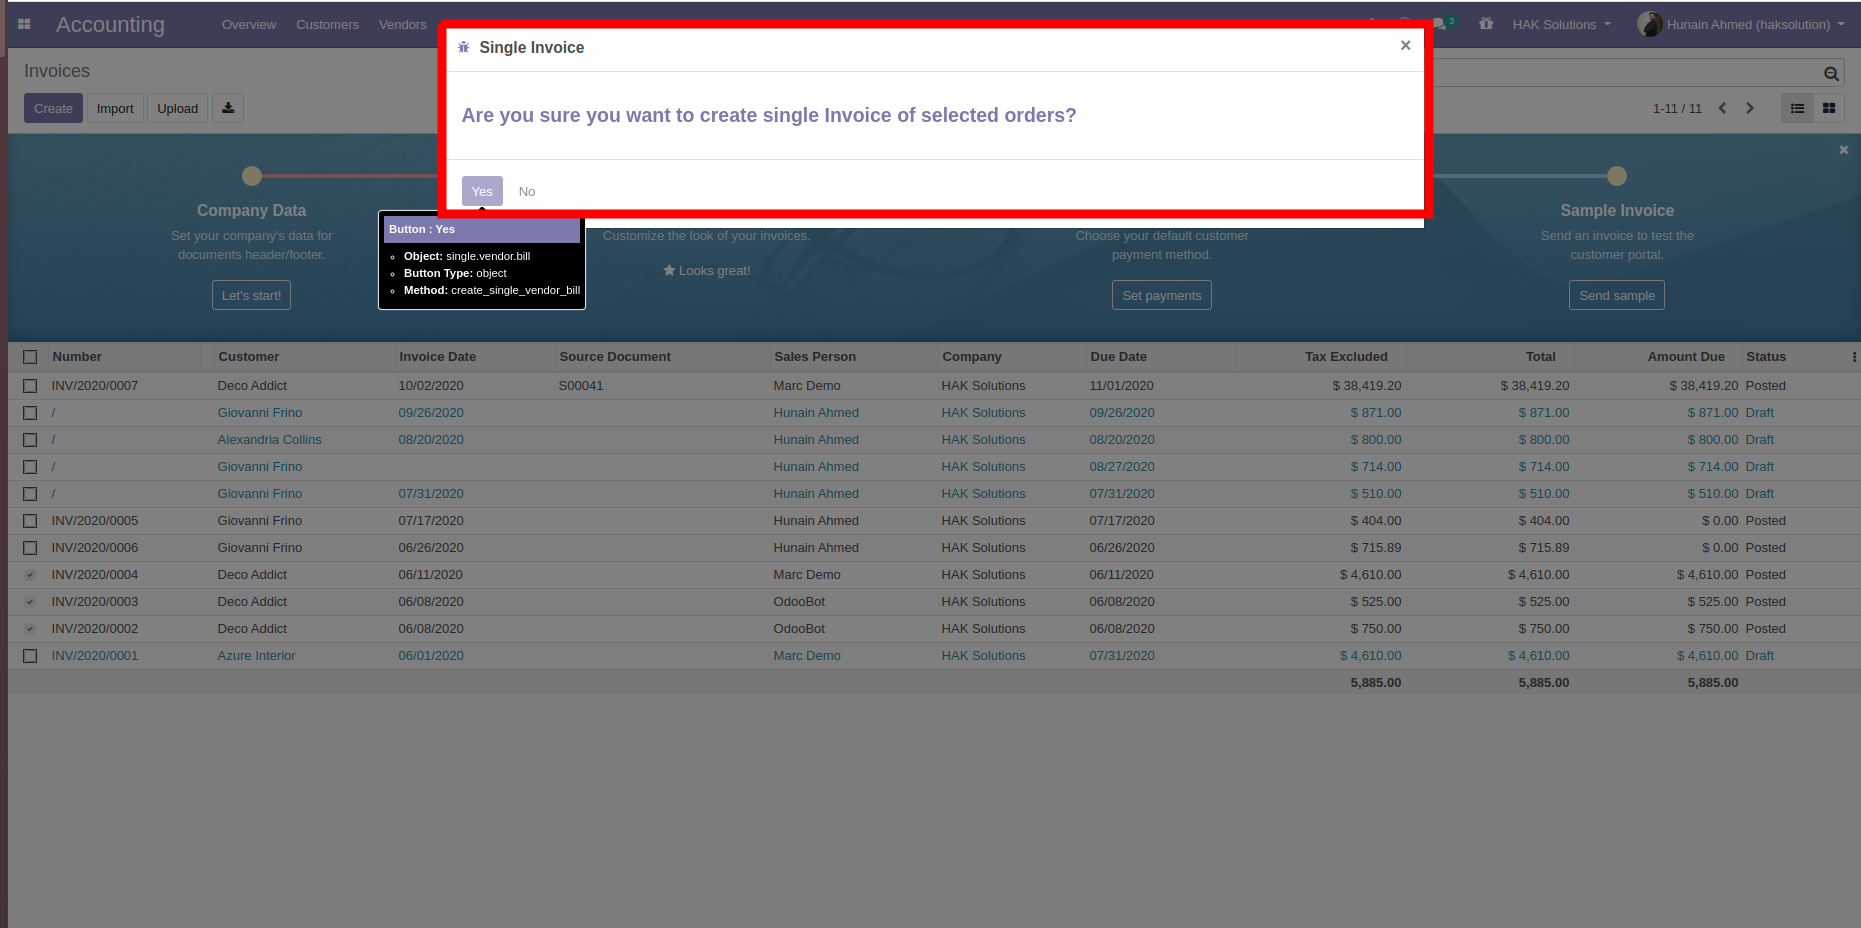 Accounting
Overview Customers Vendors
3
HAK Solutions
Hunain Ahmed (haksolution)
Single Invoice
×
Are you sure you want to create single Invoice of selected orders?
Yes No
Invoices
Create Import Upload
1-11 / 11
Button : Yes
Object: single.vendor.bill
Button Type: object
Method: create_single_vendor_bill
Company Data
Set your company's data for
documents header/footer.
Let's start!
Customize the look of your invoices.
Looks great!
Choose your default customer
payment method.
Set payments
Sample Invoice
Send an invoice to test the
customer portal.
Send sample
Number Customer Invoice Date Source Document Sales Person Company Due Date Tax Excluded Total Amount Due Status
INV/2020/0007 Deco Addict 10/02/2020 S00041 Marc Demo HAK Solutions 11/01/2020 $ 38,419.20 $ 38,419.20 $ 38,419.20 Posted
/ Giovanni Frino 09/26/2020 Hunain Ahmed HAK Solutions 09/26/2020 $ 871.00 $ 871.00 $ 871.00 Draft
/ Alexandria Collins 08/20/2020 Hunain Ahmed HAK Solutions 08/20/2020 $ 800.00 $ 800.00 $ 800.00 Draft
/ Giovanni Frino Hunain Ahmed HAK Solutions 08/27/2020 $ 714.00 $ 714.00 $ 714.00 Draft
/ Giovanni Frino 07/31/2020 Hunain Ahmed HAK Solutions 07/31/2020 $ 510.00 $ 510.00 $ 510.00 Draft
INV/2020/0005 Giovanni Frino 07/17/2020 Hunain Ahmed HAK Solutions 07/17/2020 $ 404.00 $ 404.00 $ 0.00 Posted
INV/2020/0006 Giovanni Frino 06/26/2020 Hunain Ahmed HAK Solutions 06/26/2020 $ 715.89 $ 715.89 $ 0.00 Posted
INV/2020/0004 Deco Addict 06/11/2020 Marc Demo HAK Solutions 06/11/2020 $ 4,610.00 $ 4,610.00 $ 4,610.00 Posted
INV/2020/0003 Deco Addict 06/08/2020 OdooBot HAK Solutions 06/08/2020 $ 525.00 $ 525.00 $ 525.00 Posted
INV/2020/0002 Deco Addict 06/08/2020 OdooBot HAK Solutions 06/08/2020 $ 750.00 $ 750.00 $ 750.00 Posted
INV/2020/0001 Azure Interior 06/01/2020 Marc Demo HAK Solutions 07/31/2020 $ 4,610.00 $ 4,610.00 $ 4,610.00 Draft
5,885.00 5,885.00 5,885.00